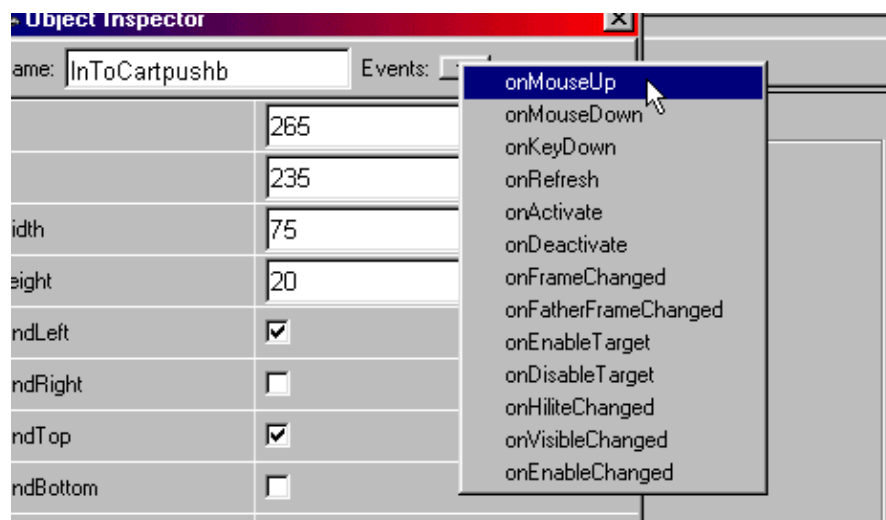 Object Inspector
ame: InToCartpushb Events:
265
235
idth 75
eight 20
ndLeft
ndRight
ndTop
ndBottom
onMouseUp
onMouseDown
onKeyDown
onRefresh
onActivate
onDeactivate
onFrameChanged
onFatherFrameChanged
onEnableTarget
onDisableTarget
onHiliteChanged
onVisibleChanged
onEnableChanged